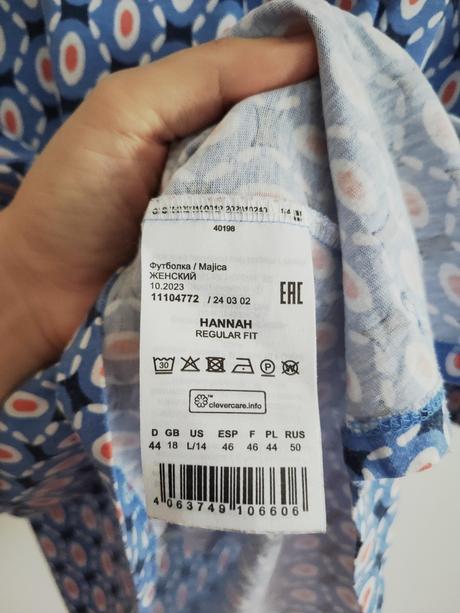 40198
Футболка / Majica
ЖЕНСКИЙ
10.2023
11104772 / 24 03 02
EAC
HANNAH
REGULAR FIT
30
P
W
clevercare.info
D GB US ESP F PL RUS
44 18 L/14 46 46 44 50
4 063749 106606